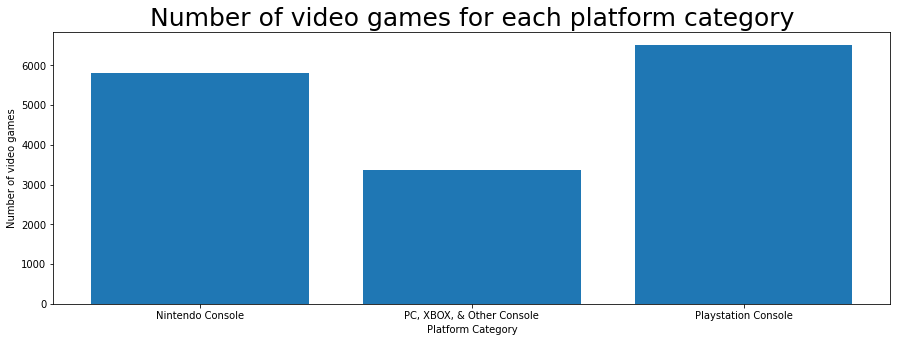 Number of video games for each platform category
6000
5000
4000
3000
2000
1000
0
Number of video games
Nintendo Console
PC, XBOX, & Other Console
Playstation Console
Platform Category